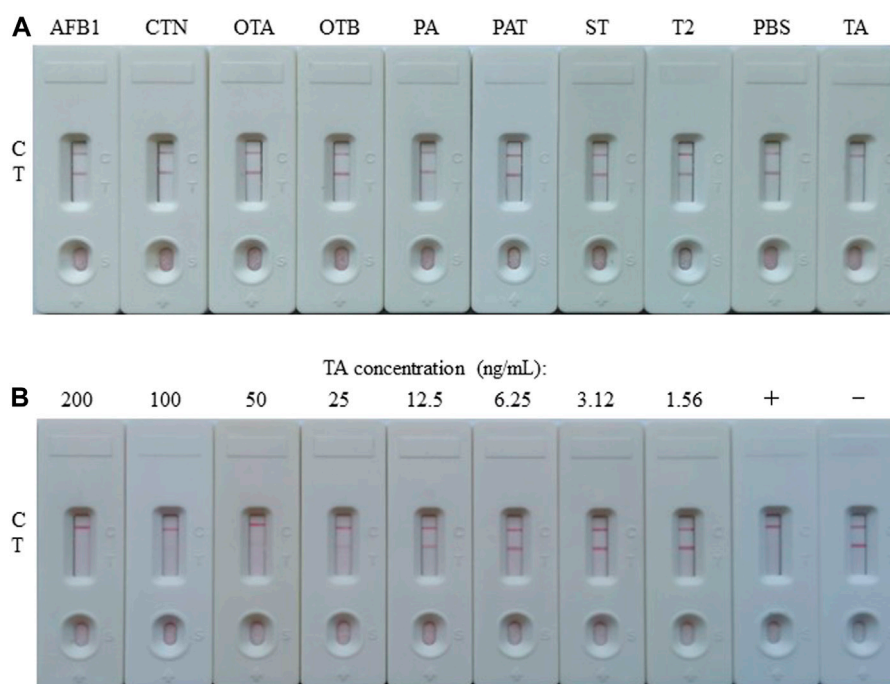 A AFB1 CTN OTA OTB PA PAT ST T2 PBS TA
C C C C C C C C C C C
T T T T T T T T T T T
S S S S S S S S S S
TA concentration (ng/mL):
B 200 100 50 25 12.5 6.25 3.12 1.56 + −
C C C C C C C C C C C
T T T T T T T T T T T
S S S S S S S S S S